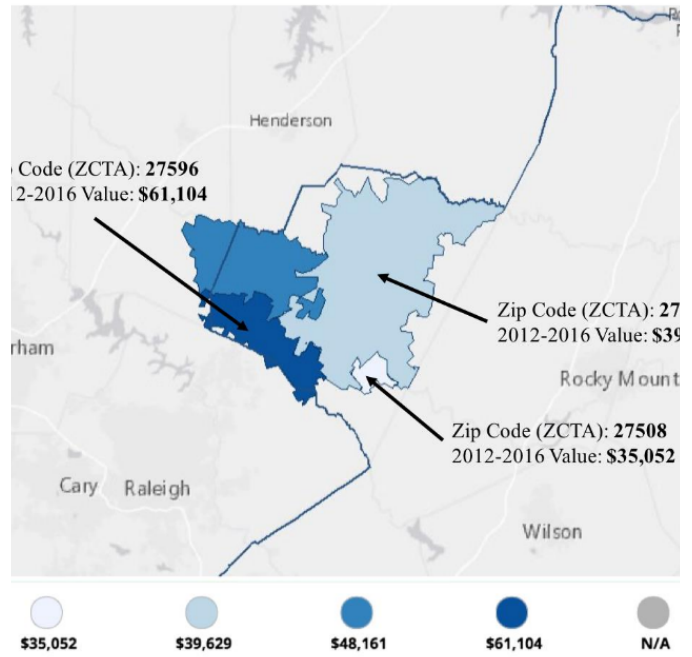 Henderson
Code (ZCTA): 27596
12-2016 Value: $61,104
Zip Code (ZCTA): 27
2012-2016 Value: $39
rham
Rocky Mount
Zip Code (ZCTA): 27508
2012-2016 Value: $35,052
Cary Raleigh
Wilson
$35,052 $39,629 $48,161 $61,104 N/A